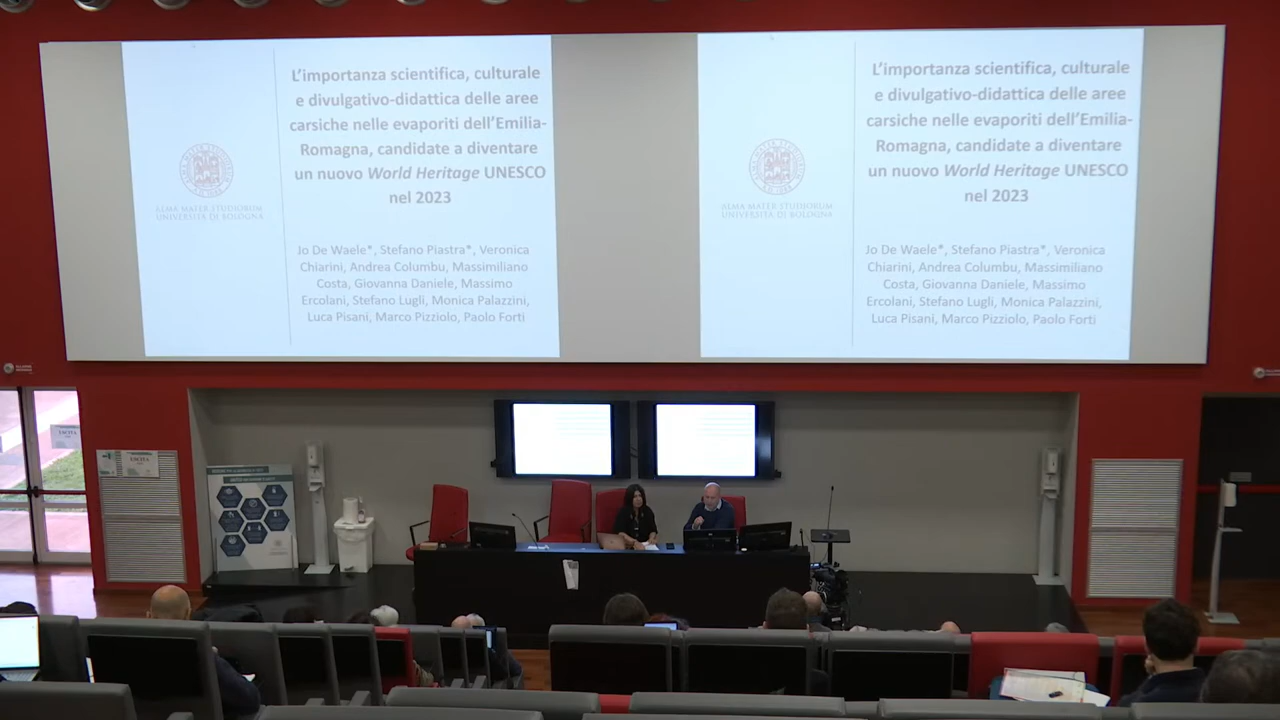 L'importanza scientifica, culturale
e divulgativo-didattica delle aree
carsiche nelle evaporiti dell'Emilia-
Romagna, candidate a diventare
un nuovo World Heritage UNESCO
nel 2023
ALMA MATER STUDIORUM
UNIVERSITÀ DI BOLOGNA
Jo De Waele*, Stefano Piastra*, Veronica
Chiarini, Andrea Columbu, Massimiliano
Costa, Giovanna Daniele, Massimo
Ercolani, Stefano Lugli, Monica Palazzini,
Luca Pisani, Marco Pizziolo, Paolo Forti
L'importanza scientifica, culturale
e divulgativo-didattica delle aree
carsiche nelle evaporiti dell'Emilia-
Romagna, candidate a diventare
un nuovo World Heritage UNESCO
nel 2023
ALMA MATER STUDIORUM
UNIVERSITÀ DI BOLOGNA
Jo De Waele*, Stefano Piastra*, Veronica
Chiarini, Andrea Columbu, Massimiliano
Costa, Giovanna Daniele, Massimo
Ercolani, Stefano Lugli, Monica Palazzini,
Luca Pisani, Marco Pizziolo, Paolo Forti
USCITA
USCITA